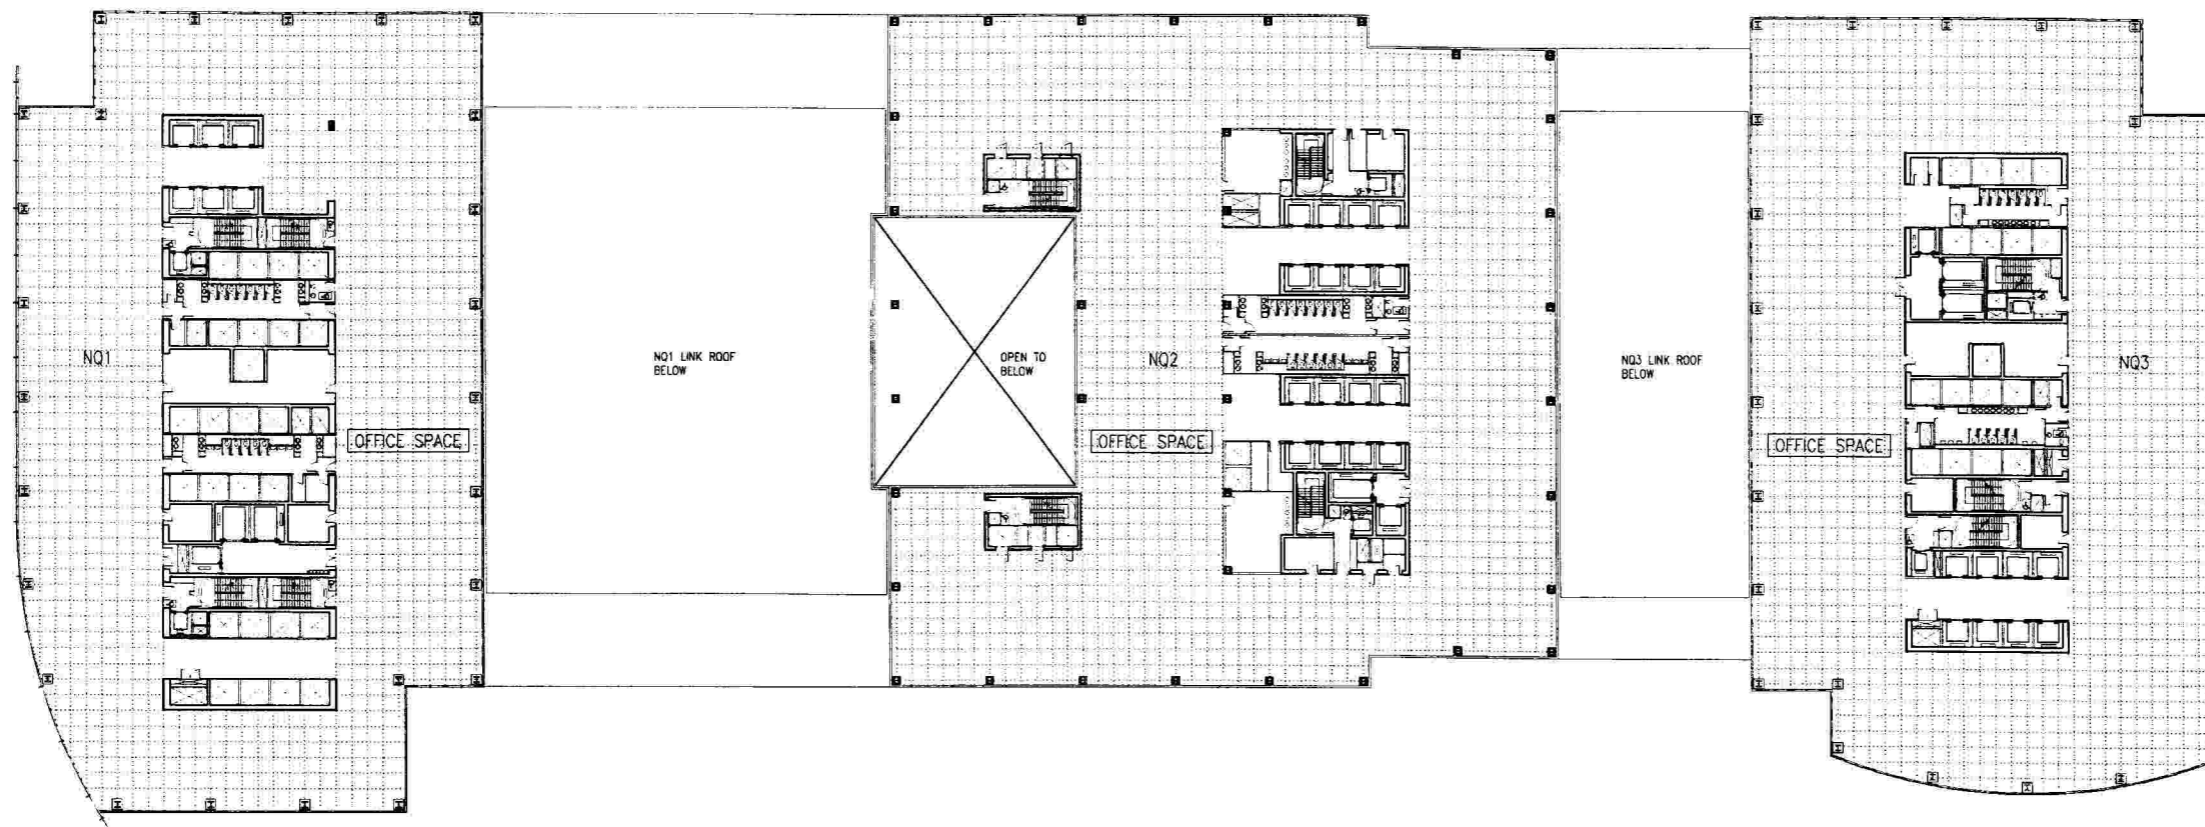 NQ1
OFFICE SPACE
NQ1 LINK ROOF
BELOW
OPEN TO
BELOW
NQ2
OFFICE SPACE
NQ3 LINK ROOF
BELOW
OFFICE SPACE
NQ3